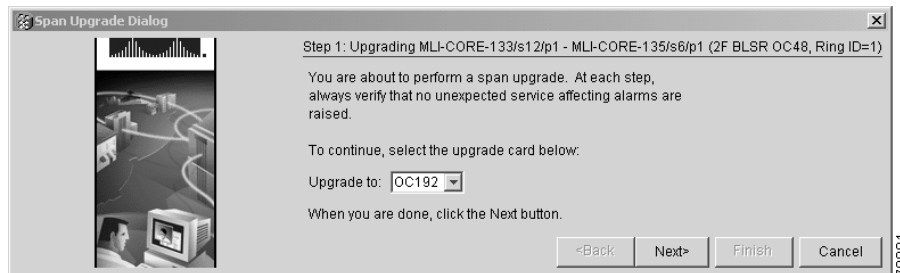 Span Upgrade Dialog
Step 1: Upgrading MLI-CORE-133/s12/p1 - MLI-CORE-135/s6/p1 (2F BLSR OC48, Ring ID=1)
You are about to perform a span upgrade. At each step,
always verify that no unexpected service affecting alarms are
raised.
To continue, select the upgrade card below:
Upgrade to: OC192
When you are done, click the Next button.
<Back Next> Finish Cancel